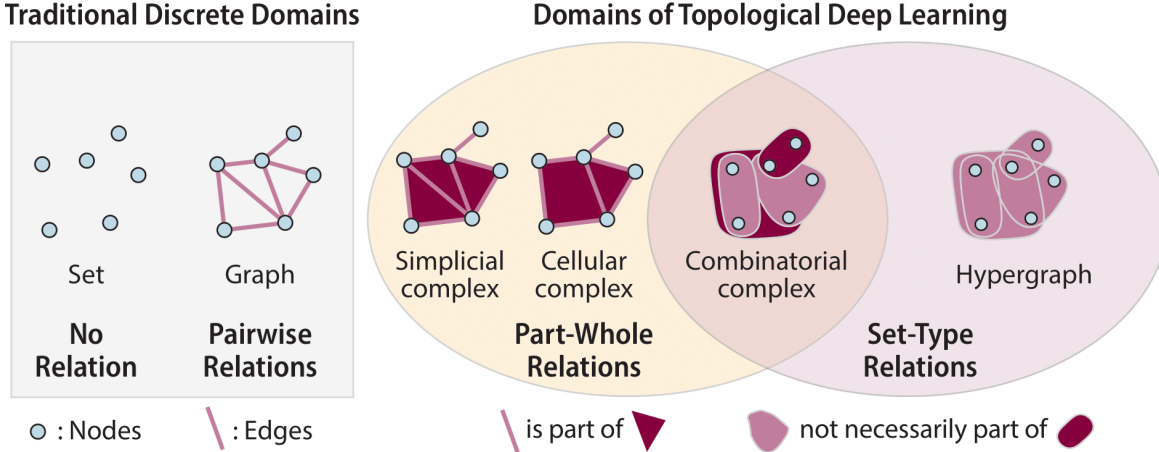 Traditional Discrete Domains
Domains of Topological Deep Learning
Set
Graph
No
Relation
Pairwise
Relations
Simplicial
complex
Cellular
complex
Combinatorial
complex
Hypergraph
Part-Whole
Relations
Set-Type
Relations
: Nodes
: Edges
is part of
not necessarily part of